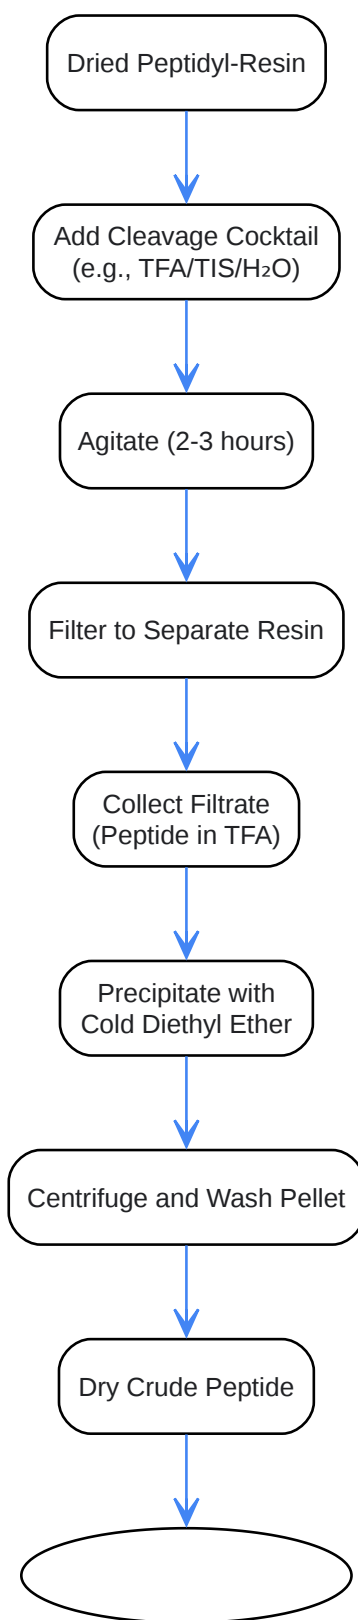 Dried Peptidyl-Resin
Add Cleavage Cocktail
(e.g., TFA/TIS/H₂O)
Agitate (2-3 hours)
Filter to Separate Resin
Collect Filtrate
(Peptide in TFA)
Precipitate with
Cold Diethyl Ether
Centrifuge and Wash Pellet
Dry Crude Peptide